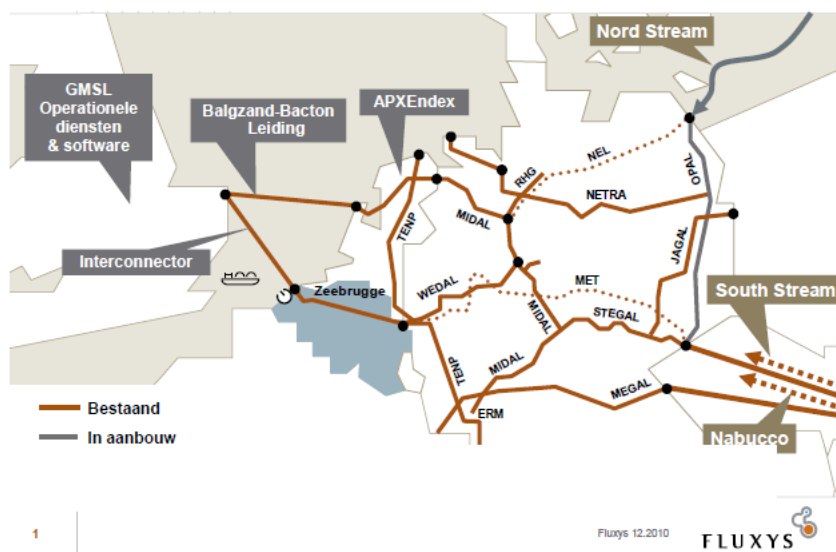 Nord Stream
GMSL
Operationele
diensten
& software
Balgzand-Bacton
Leiding
APXEndex
NEL
RHG
OPAL
NETRA
TENP
MIDAL
JAGAL
Interconnector
Zeebrugge
WEDAL
MET
MIDAL
STEGAL
South Stream
TENP
MIDAL
MEGAL
ERM
Nabucco
Bestaand
In aanbouw
1
Fluxys 12.2010
FLUXYS